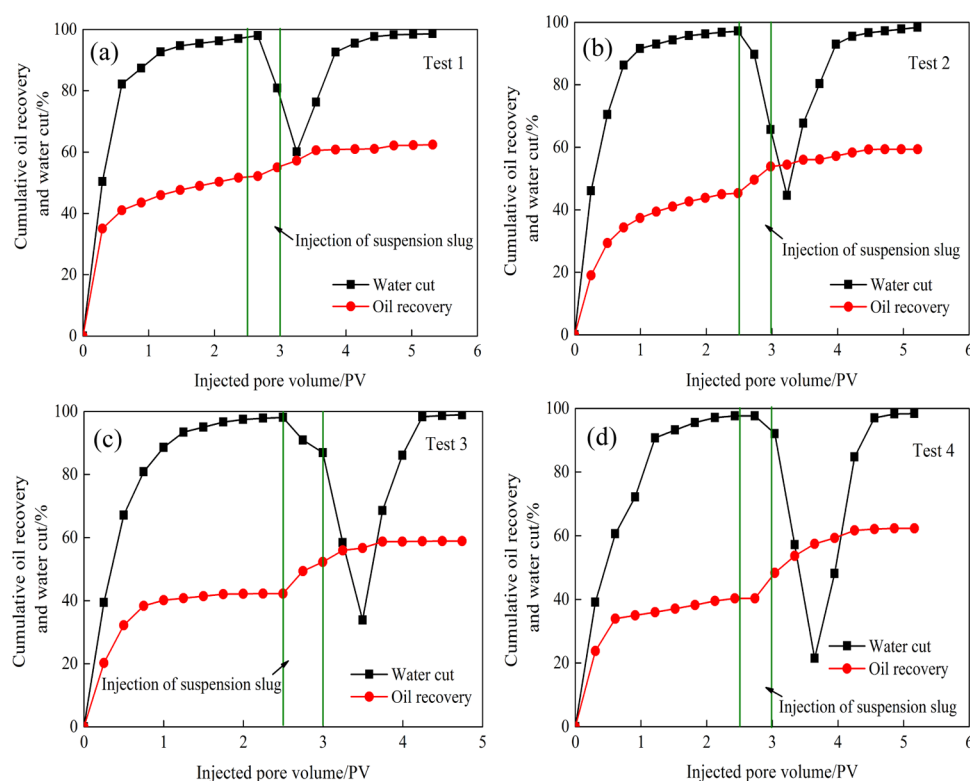 (a)
Test 1
Cumulative oil recovery
and water cut/%
100
80
60
40
20
0
Injection of suspension slug
Water cut
Oil recovery
0 1 2 3 4 5 6
Injected pore volume/PV
(b)
Test 2
Cumulative oil recovery
and water cut/%
100
80
60
40
20
0
Injection of suspension slug
Water cut
Oil recovery
0 1 2 3 4 5 6
Injected pore volume/PV
(c)
Test 3
Cumulative oil recovery
and water cut/%
100
80
60
40
20
0
Injection of suspension slug
Water cut
Oil recovery
0 1 2 3 4 5
Injected pore volume/PV
(d)
Test 4
Cumulative oil recovery
and water cut/%
100
80
60
40
20
0
Water cut
Oil recovery
Injection of suspension slug
0 1 2 3 4 5 6
Injected pore volume/PV